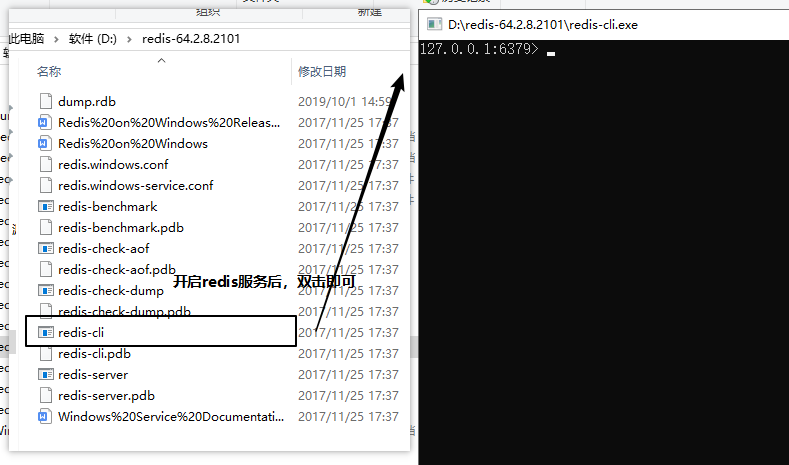 组织
新建
此电脑 > 软件 (D:) > redis-64.2.8.2101
名称 修改日期
dump.rdb 2019/10/1 14:59
Redis%20on%20Windows%20Releas... 2017/11/25 17:37
Redis%20on%20Windows 2017/11/25 17:37
redis.windows.conf 2017/11/25 17:37
redis.windows-service.conf 2017/11/25 17:37
redis-benchmark 2017/11/25 17:37
redis-benchmark.pdb 2017/11/25 17:37
redis-check-aof 2017/11/25 17:37
redis-check-aof.pdb 2017/11/25 17:37
开启redis服务后，双击即可
redis-check-dump 2017/11/25 17:37
redis-check-dump.pdb 2017/11/25 17:37
redis-cli 2017/11/25 17:37
redis-cli.pdb 2017/11/25 17:37
redis-server 2017/11/25 17:37
redis-server.pdb 2017/11/25 17:37
Windows%20Service%20Documentati... 2017/11/25 17:37
D:\redis-64.2.8.2101\redis-cli.exe
127.0.0.1:6379>